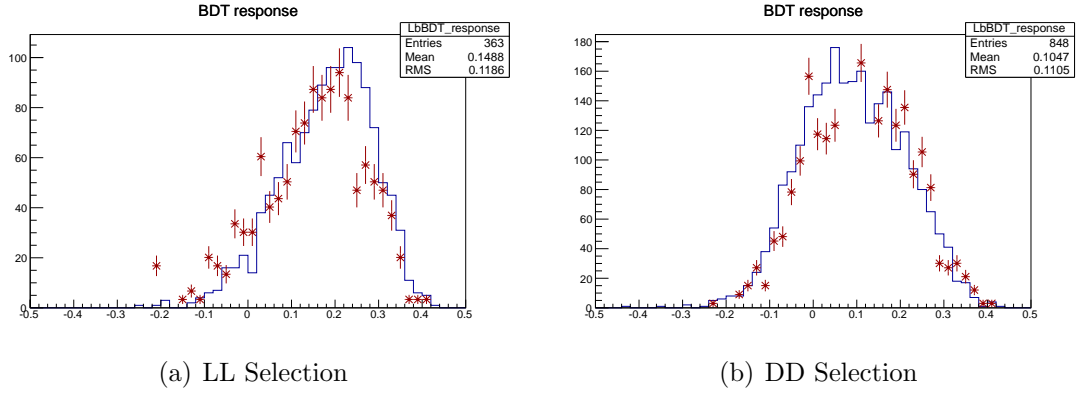 BDT response
LbBDT_response
Entries 363
Mean 0.1488
RMS 0.1186
100
80
60
40
20
0
-0.5 -0.4 -0.3 -0.2 -0.1 0 0.1 0.2 0.3 0.4 0.5
(a) LL Selection
BDT response
LbBDT_response
Entries 848
Mean 0.1047
RMS 0.1105
180
160
140
120
100
80
60
40
20
0
-0.5 -0.4 -0.3 -0.2 -0.1 0 0.1 0.2 0.3 0.4 0.5
(b) DD Selection